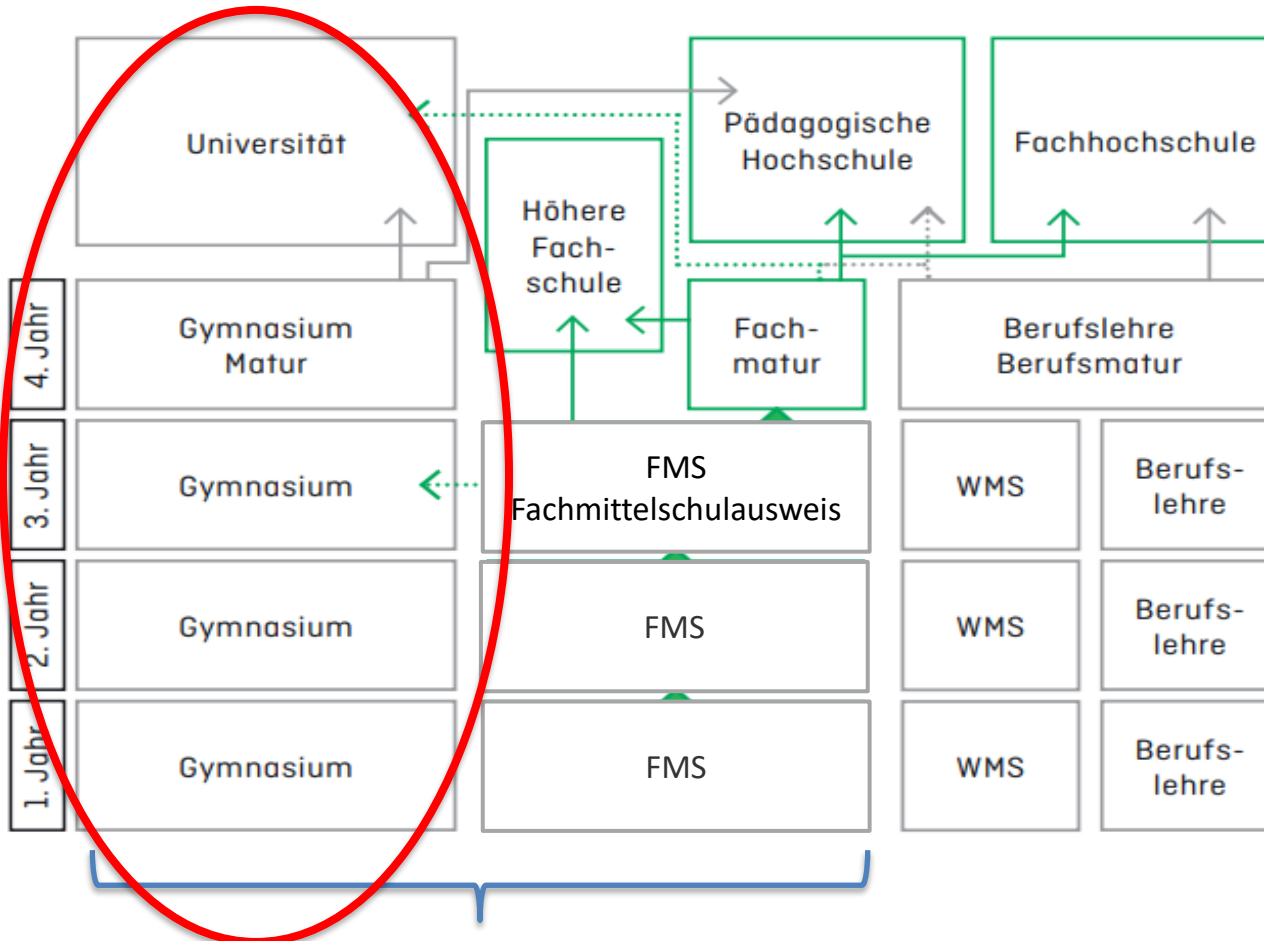 Universität
Höhere
Fach-
schule
Pädagogische
Hochschule
Fachhochschule
4. Jahr
Gymnasium
Matur
Fach-
matur
Berufslehre
Berufsmatur
3. Jahr
Gymnasium
FMS
Fachmittelschulausweis
WMS
Berufs-
lehre
2. Jahr
Gymnasium
FMS
WMS
Berufs-
lehre
1. Jahr
Gymnasium
FMS
WMS
Berufs-
lehre